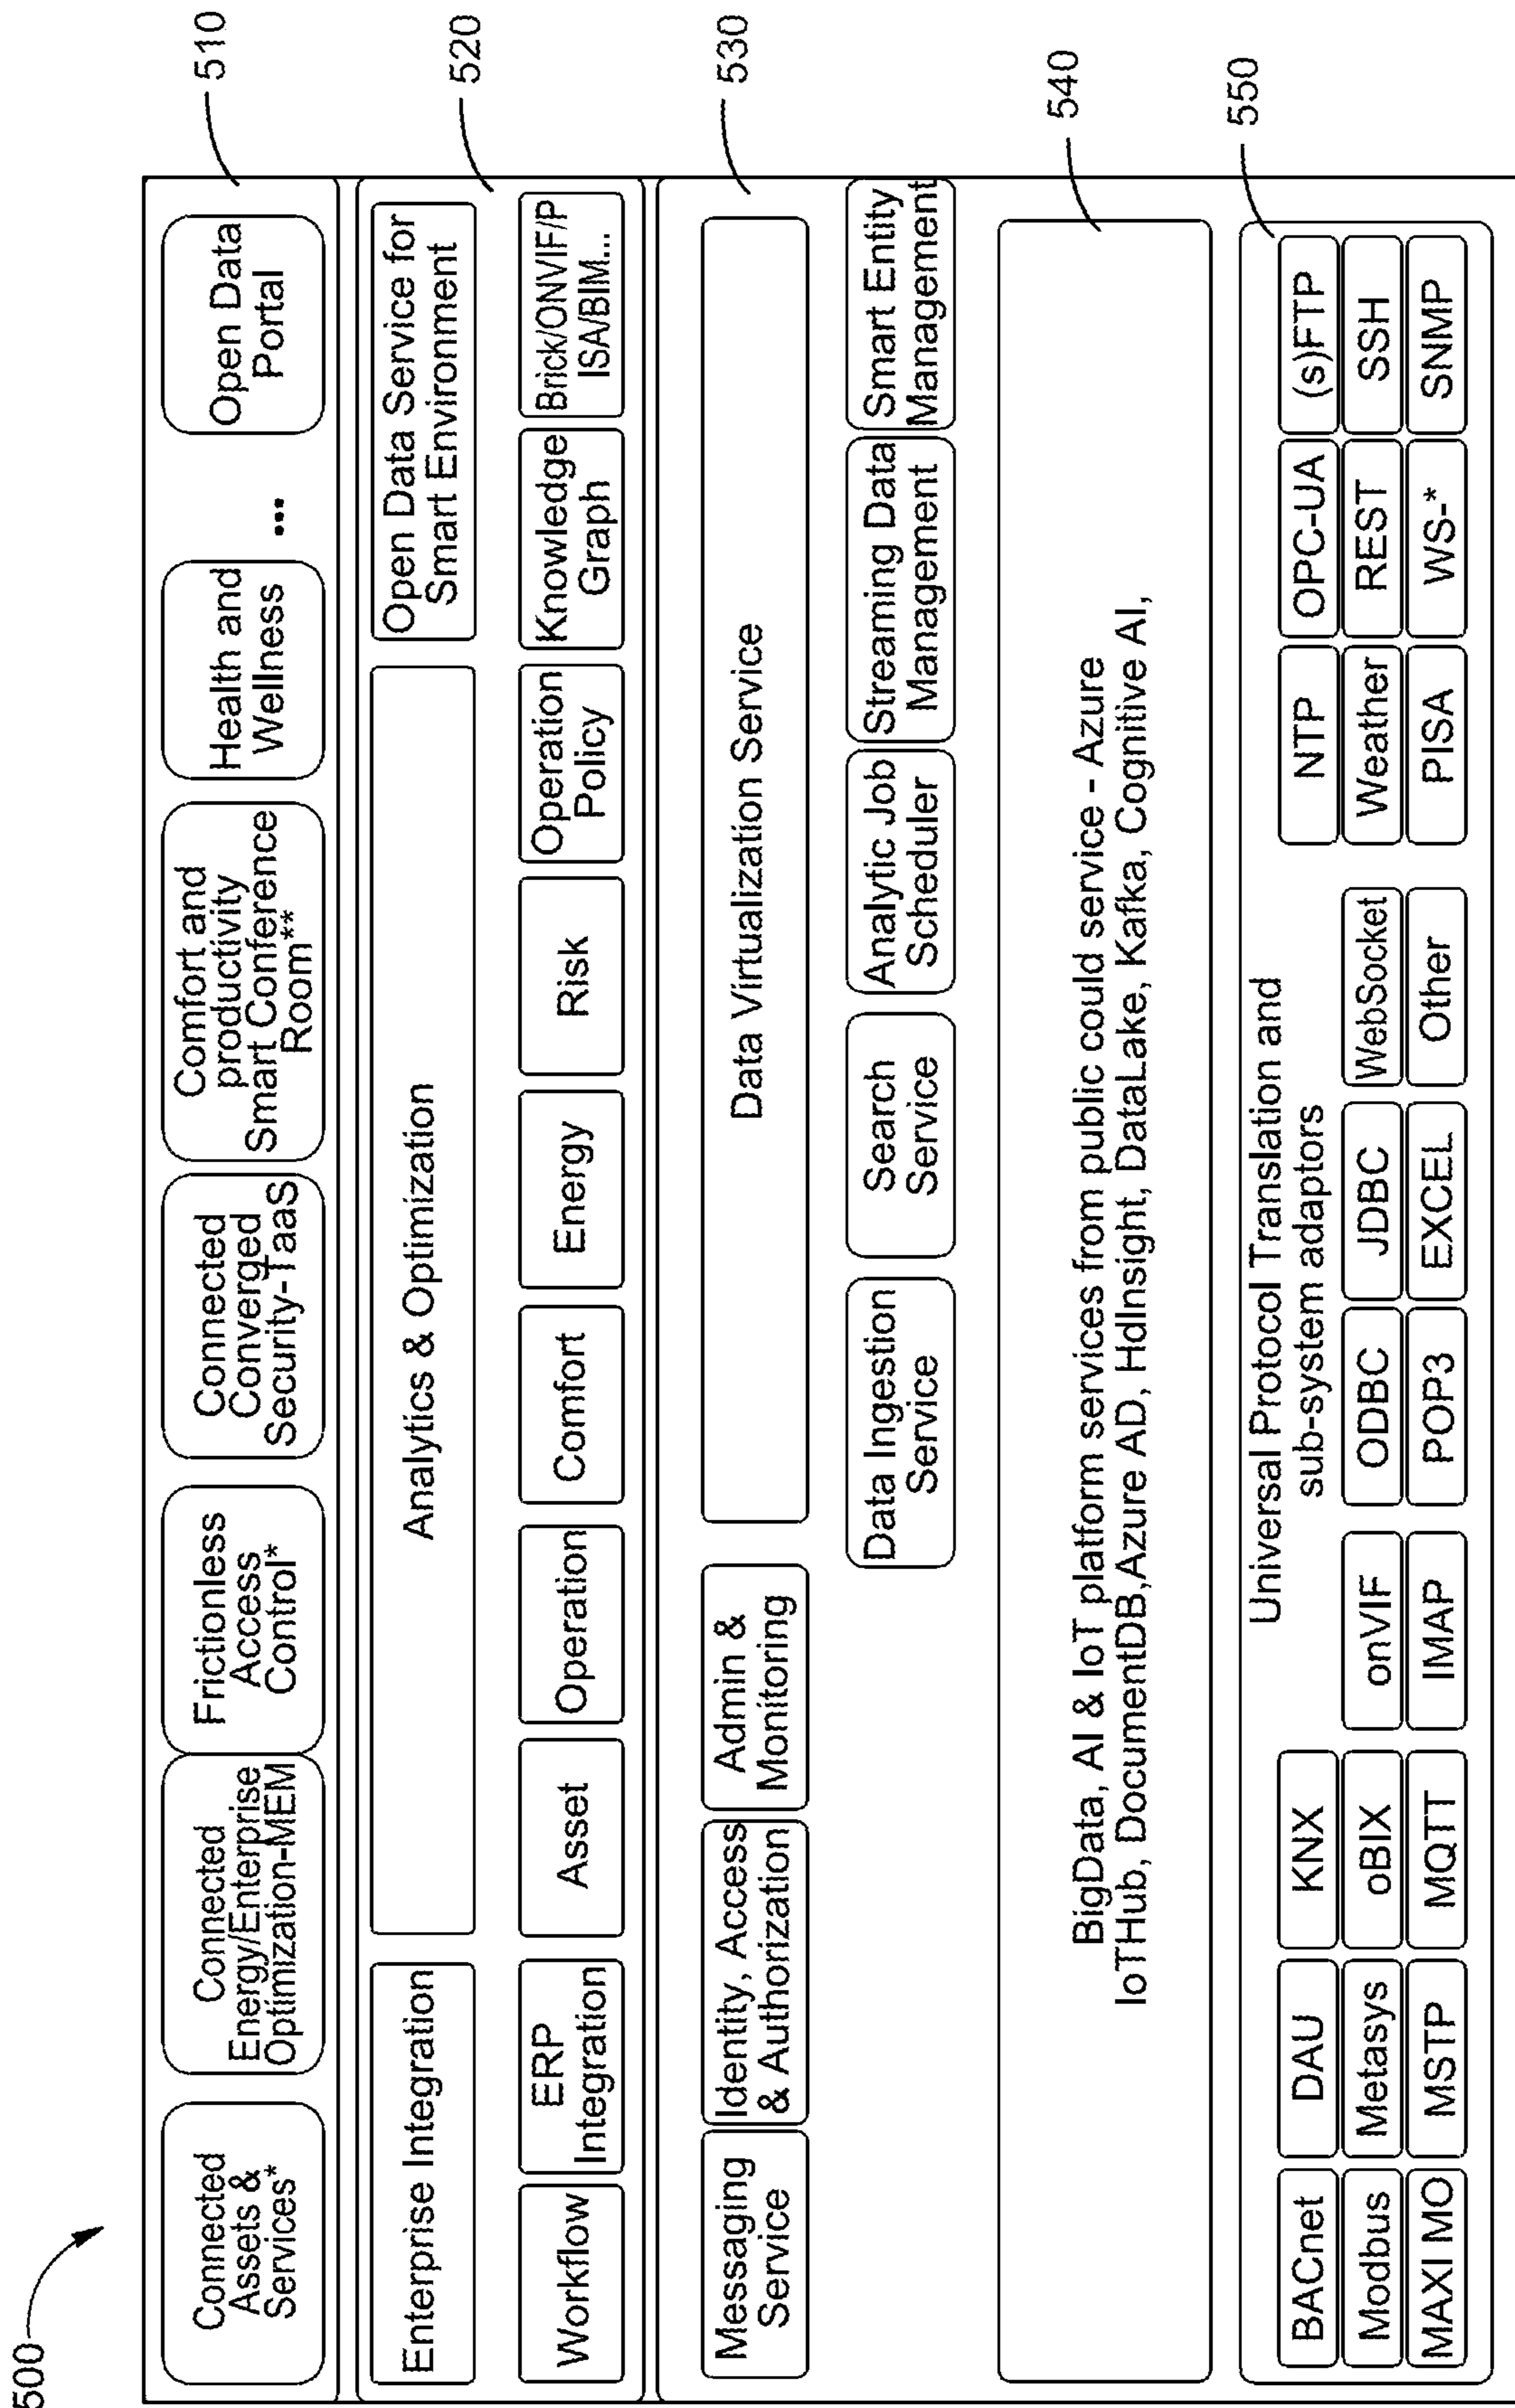 500
Connected
Assets &
Services*
Connected
Energy/Enterprise
Optimization-MEM
Frictionless
Access
Control*
Connected
Converged
Security-TaaS
Comfort and
productivity
Smart Conference
Room**
Health and
Wellness
...
Open Data
Portal
510
Enterprise Integration
Analytics & Optimization
Open Data Service for
Smart Environment
520
Workflow
ERP
Integration
Asset
Operation
Comfort
Energy
Risk
Operation
Policy
Knowledge
Graph
Brick/ONVIF/P
ISA/BIM...
Messaging
Service
Identity, Access
& Authorization
Admin &
Monitoring
Data Virtualization Service
530
Data Ingestion
Service
Search
Service
Analytic Job
Scheduler
Streaming Data
Management
Smart Entity
Management
BigData, AI & IoT platform services from public could service - Azure
IoTHub, DocumentDB,Azure AD, HdInsight, DataLake, Kafka, Cognitive AI,
540
Universal Protocol Translation and
sub-system adaptors
550
BACnet
DAU
KNX
NTP
OPC-UA
(s)FTP
Modbus
Metasys
oBIX
onVIF
ODBC
JDBC
WebSocket
Weather
REST
SSH
MAXI MO
MSTP
MQTT
IMAP
POP3
EXCEL
Other
PISA
WS-*
SNMP